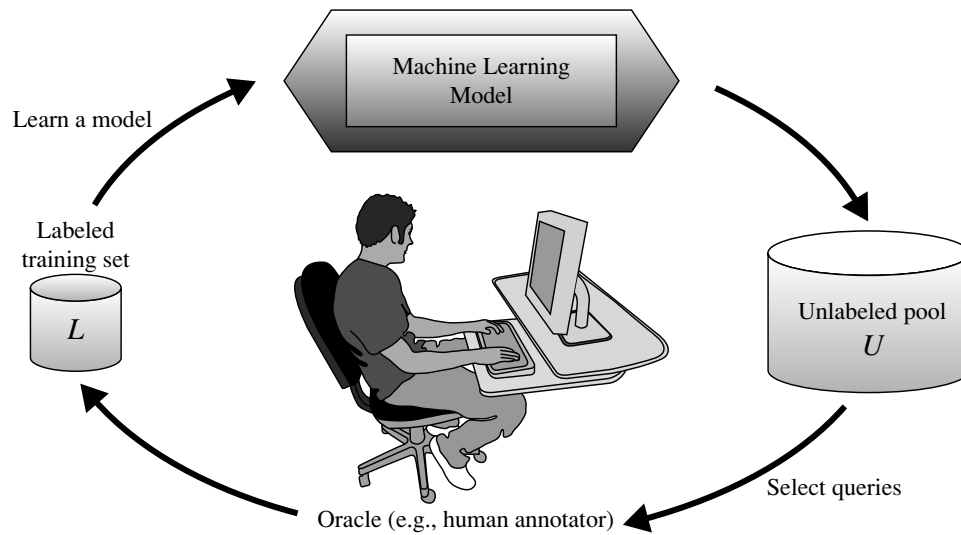 Machine Learning
Model
Learn a model
Labeled
training set
L
Unlabeled pool
U
Select queries
Oracle (e.g., human annotator)